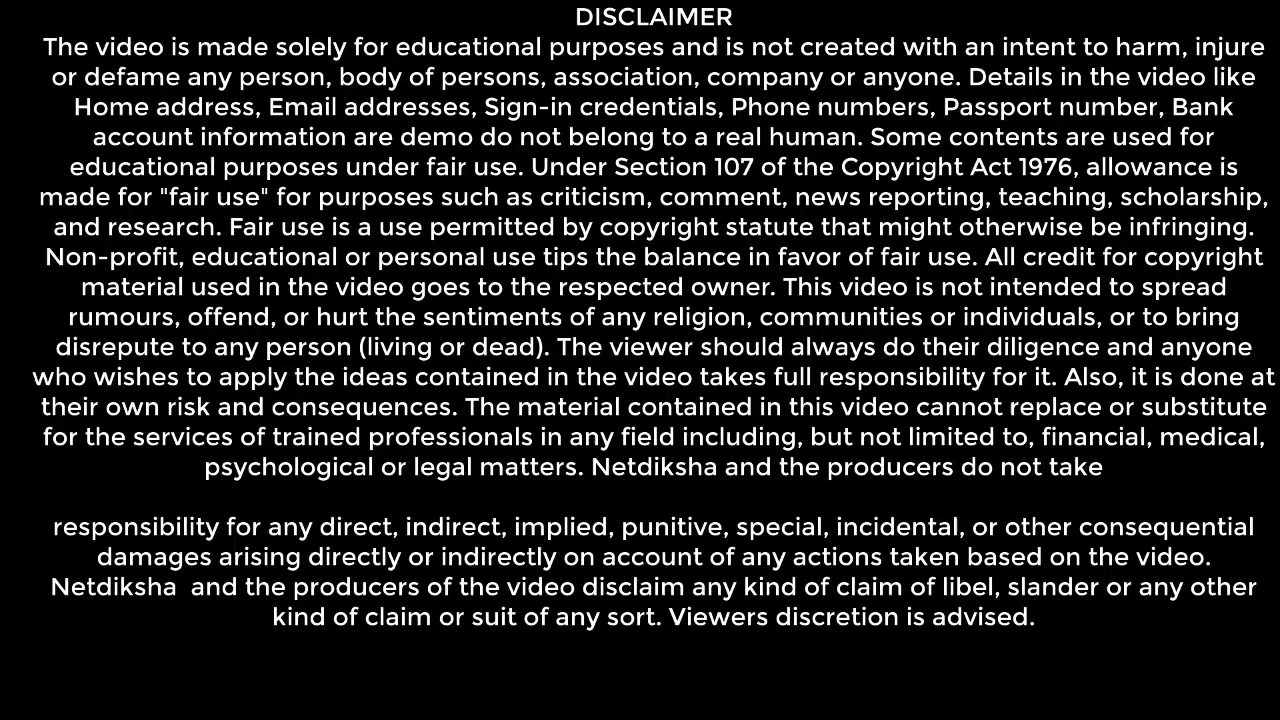 DISCLAIMER
The video is made solely for educational purposes and is not created with an intent to harm, injure
or defame any person, body of persons, association, company or anyone. Details in the video like
Home address, Email addresses, Sign-in credentials, Phone numbers, Passport number, Bank
account information are demo do not belong to a real human. Some contents are used for
educational purposes under fair use. Under Section 107 of the Copyright Act 1976, allowance is
made for "fair use" for purposes such as criticism, comment, news reporting, teaching, scholarship,
and research. Fair use is a use permitted by copyright statute that might otherwise be infringing.
Non-profit, educational or personal use tips the balance in favor of fair use. All credit for copyright
material used in the video goes to the respected owner. This video is not intended to spread
rumours, offend, or hurt the sentiments of any religion, communities or individuals, or to bring
disrepute to any person (living or dead). The viewer should always do their diligence and anyone
who wishes to apply the ideas contained in the video takes full responsibility for it. Also, it is done at
their own risk and consequences. The material contained in this video cannot replace or substitute
for the services of trained professionals in any field including, but not limited to, financial, medical,
psychological or legal matters. Netdiksha and the producers do not take
responsibility for any direct, indirect, implied, punitive, special, incidental, or other consequential
damages arising directly or indirectly on account of any actions taken based on the video.
Netdiksha  and the producers of the video disclaim any kind of claim of libel, slander or any other
kind of claim or suit of any sort. Viewers discretion is advised.